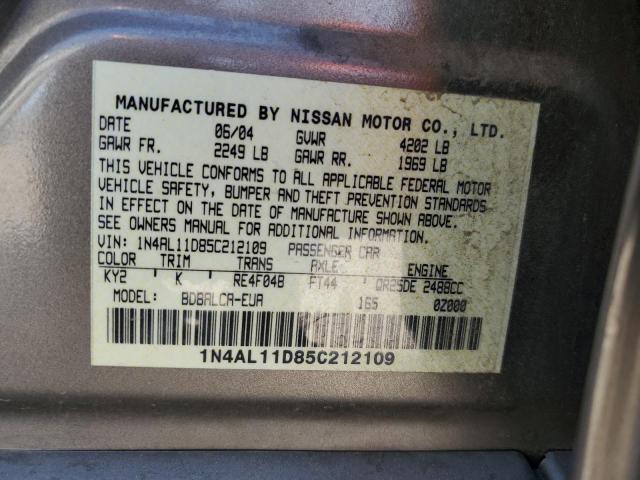 MANUFACTURED BY NISSAN MOTOR CO., LTD.
DATE 06/04 GVWR 4202 LB
GAWR FR. 2249 LB GAWR RR. 1969 LB
THIS VEHICLE CONFORMS TO ALL APPLICABLE FEDERAL MOTOR
VEHICLE SAFETY, BUMPER AND THEFT PREVENTION STANDARDS
IN EFFECT ON THE DATE OF MANUFACTURE SHOWN ABOVE.
SEE OWNERS MANUAL FOR ADDITIONAL INFORMATION.
VIN: 1N4AL11D85C212109 PASSENGER CAR
COLOR TRIM TRANS AXLE ENGINE
KY2 K RE4F04B FT44 QR25DE 2488CC
MODEL: BDBALCA-EUA 165 0Z000
1N4AL11D85C212109